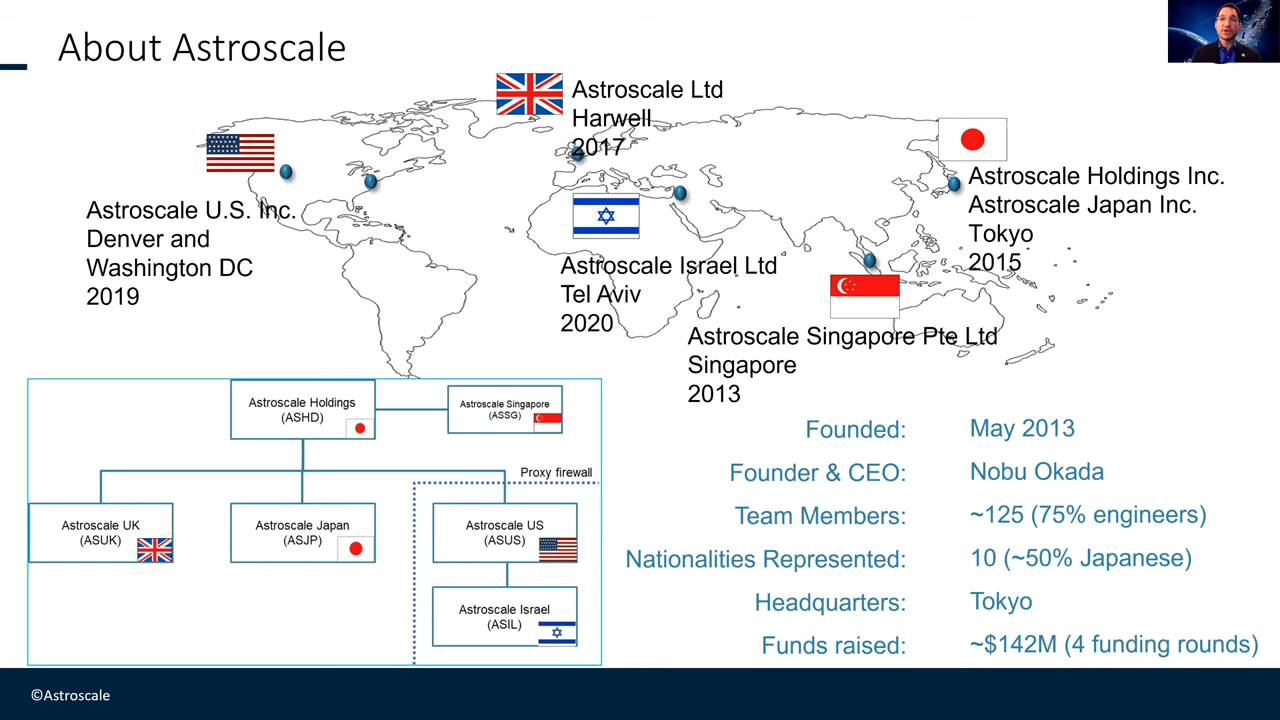 About Astroscale
Astroscale Ltd
Harwell
2017
Astroscale U.S. Inc.
Denver and
Washington DC
2019
Astroscale Holdings Inc.
Astroscale Japan Inc.
Tokyo
2015
Astroscale Israel Ltd
Tel Aviv
2020
Astroscale Singapore Pte Ltd
Singapore
2013
Astroscale Holdings
(ASHD)
Astroscale Singapore
(ASSG)
Proxy firewall
Astroscale UK
(ASUK)
Astroscale Japan
(ASJP)
Astroscale US
(ASUS)
Astroscale Israel
(ASIL)
Founded: May 2013
Founder & CEO: Nobu Okada
Team Members: ~125 (75% engineers)
Nationalities Represented: 10 (~50% Japanese)
Headquarters: Tokyo
Funds raised: ~$142M (4 funding rounds)
©Astroscale